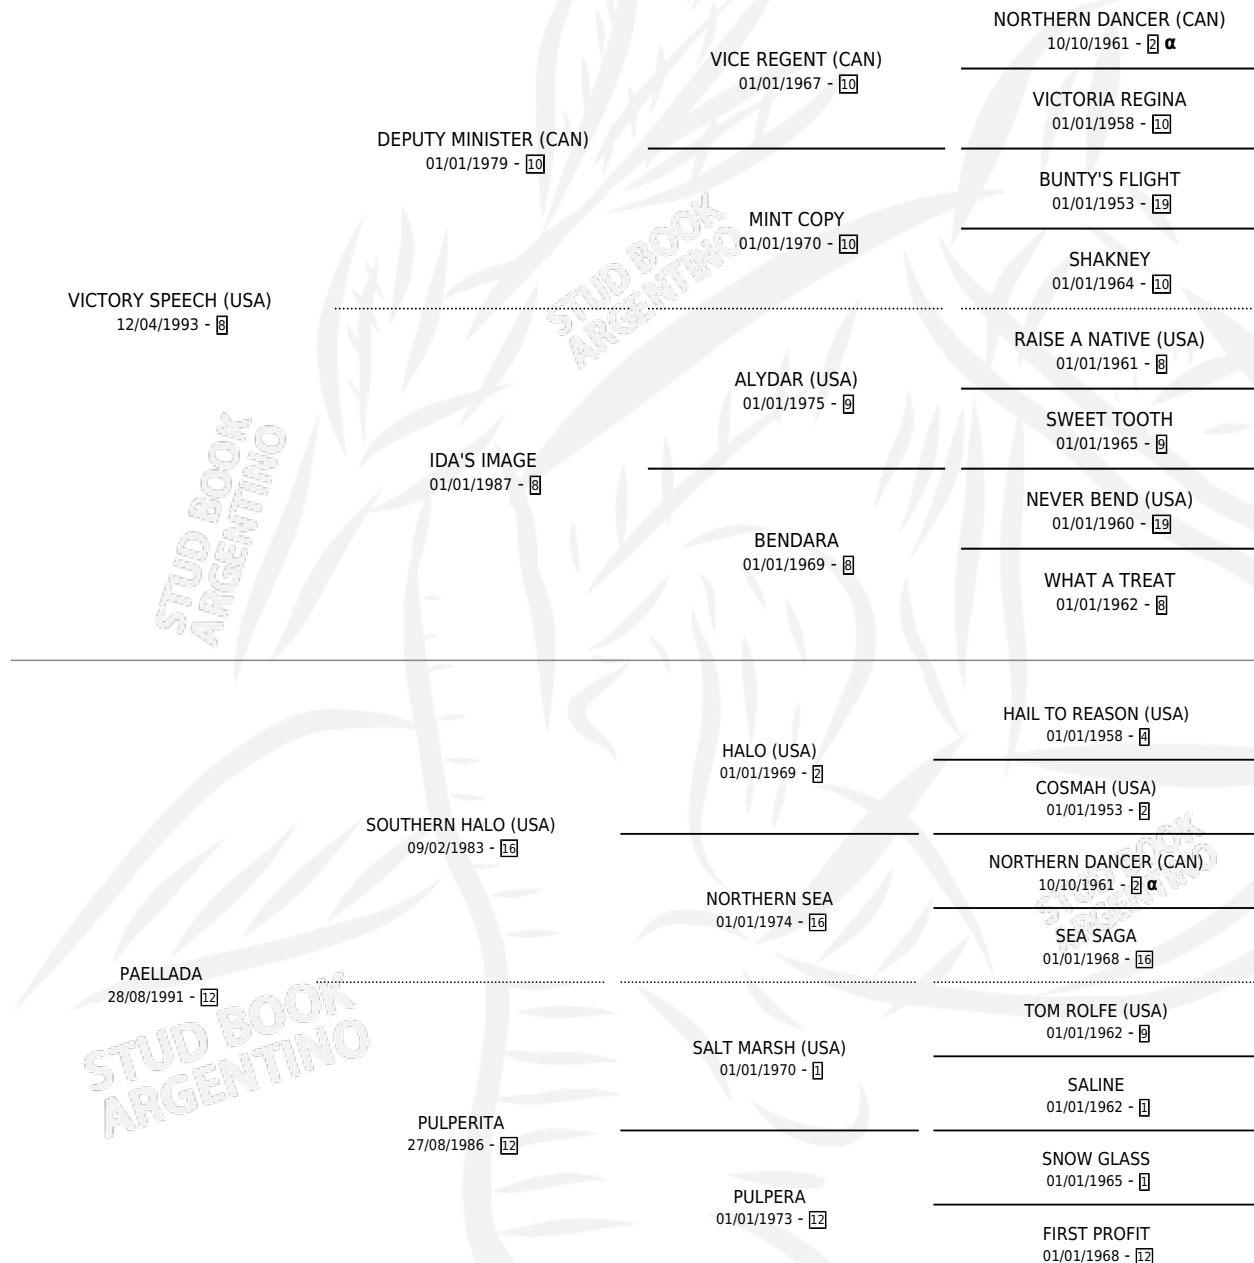 NORTHERN DANCER (CAN)
10/10/1961 - 2 α
VICE REGENT (CAN)
01/01/1967 - 10
VICTORIA REGINA
01/01/1958 - 10
DEPUTY MINISTER (CAN)
01/01/1979 - 10
BUNTY'S FLIGHT
01/01/1953 - 19
MINT COPY
01/01/1970 - 10
SHAKNEY
01/01/1964 - 10
VICTORY SPEECH (USA)
12/04/1993 - 8
RAISE A NATIVE (USA)
01/01/1961 - 8
ALYDAR (USA)
01/01/1975 - 9
SWEET TOOTH
01/01/1965 - 9
IDA'S IMAGE
01/01/1987 - 8
NEVER BEND (USA)
01/01/1960 - 19
BENDARA
01/01/1969 - 8
WHAT A TREAT
01/01/1962 - 8
HAIL TO REASON (USA)
01/01/1958 - 4
HALO (USA)
01/01/1969 - 2
COSMAH (USA)
01/01/1953 - 2
SOUTHERN HALO (USA)
09/02/1983 - 16
NORTHERN DANCER (CAN)
10/10/1961 - 2 α
NORTHERN SEA
01/01/1974 - 16
SEA SAGA
01/01/1968 - 16
PAELLADA
28/08/1991 - 12
TOM ROLFE (USA)
01/01/1962 - 9
SALT MARSH (USA)
01/01/1970 - 1
SALINE
01/01/1962 - 1
PULPERITA
27/08/1986 - 12
SNOW GLASS
01/01/1965 - 1
PULPERA
01/01/1973 - 12
FIRST PROFIT
01/01/1968 - 12
STUD BOOK
ARGENTINO
STUD BOOK
ARGENTINO
STUD BOOK
ARGENTINO
STUD BOOK
ARGENTINO